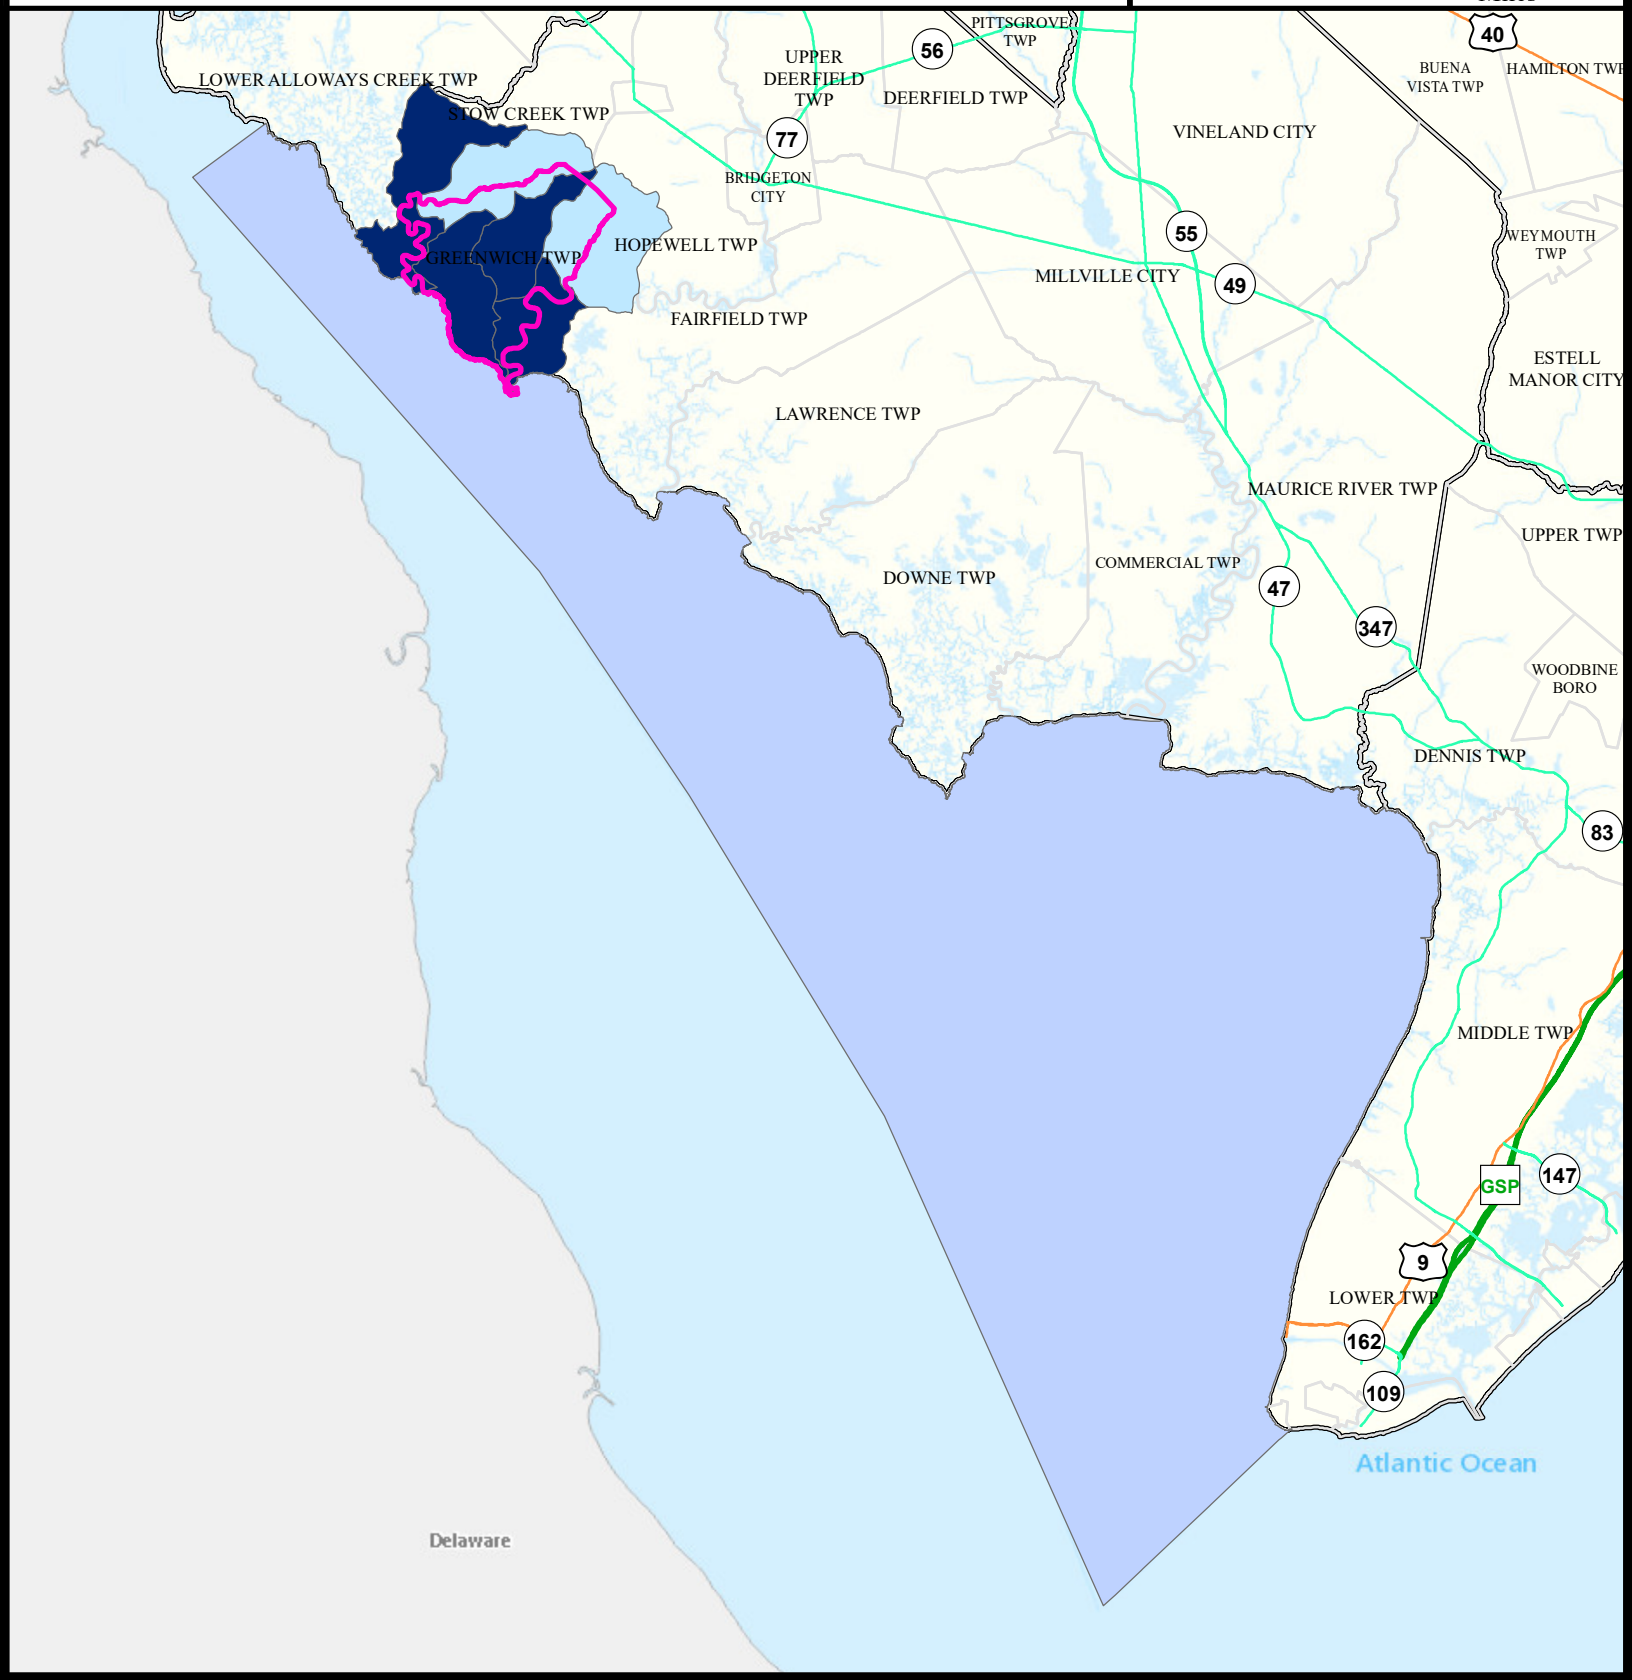 40
PITTSGROVE
TWP
56
UPPER
DEERFIELD
TWP
BUENA
VISTA TWP
HAMILTON TWP
LOWER ALLOWAYS CREEK TWP
DEERFIELD TWP
STOW CREEK TWP
77
VINELAND CITY
BRIDGETON
CITY
55
WEYMOUTH
TWP
HOPEWELL TWP
GREENWICH TWP
MILLVILLE CITY
49
FAIRFIELD TWP
ESTELL
MANOR CITY
LAWRENCE TWP
MAURICE RIVER TWP
UPPER TWP
COMMERCIAL TWP
DOWNE TWP
47
347
WOODBINE
BORO
DENNIS TWP
83
MIDDLE TWP
147
GSP
9
LOWER TWP
162
109
Atlantic Ocean
Delaware